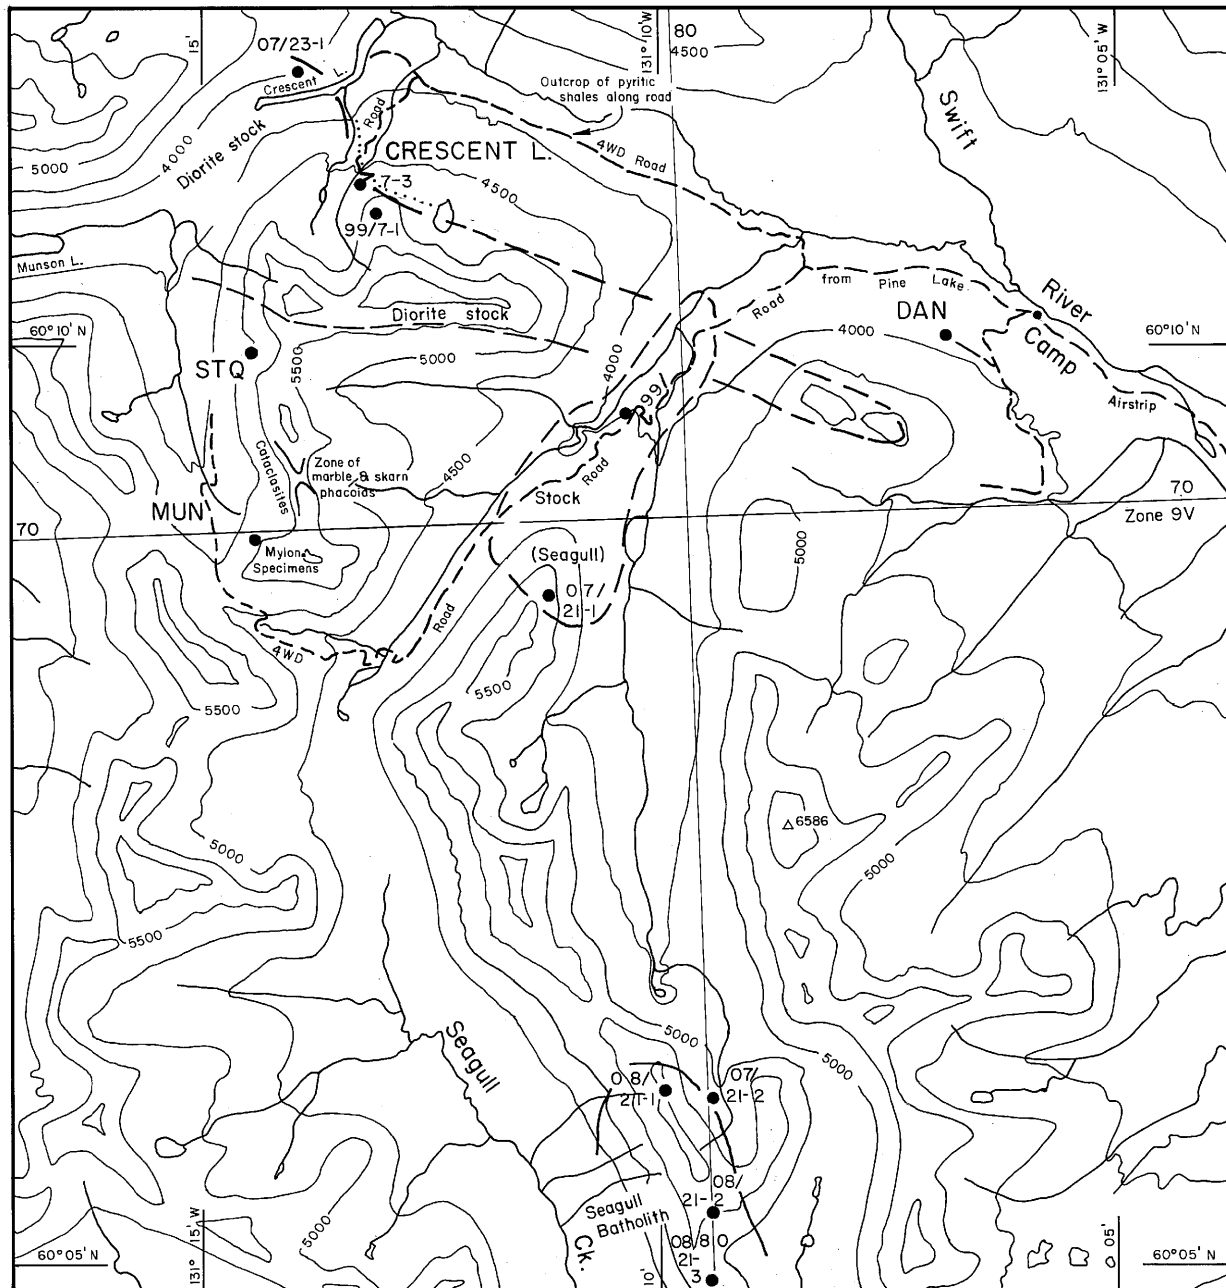 07/23-1
15'
131° 10' W
80
4500
131° 05' W
Crescent L.
Outcrop of pyritic
shales along road
Swift
Road
4000
Diorite stock
5000
CRESCENT L.
4WD Road
7-3
4500
99/7-1
Munson L.
Road
from Pine Lake
River
DAN
Diorite stock
4000
Camp
60° 10' N
60° 10' N
5000
4000
5500
STQ
99/
Airstrip
Road
Cataclasites
Zone of
marble & skarn
phacoids
4500
Stock
MUN
70
Zone 9V
70
5000
Mylon.
Specimens
(Seagull)
07/
21-1
Road
4WD
5500
5500
6586
5000
5000
5500
Seagull
5000
5000
08/
21-1
07/
21-2
08/
21-2
Seagull
Batholith
5000
08/80
21-
3
60° 05' N
131° 15' W
Ck.
10'
05'
60° 05' N